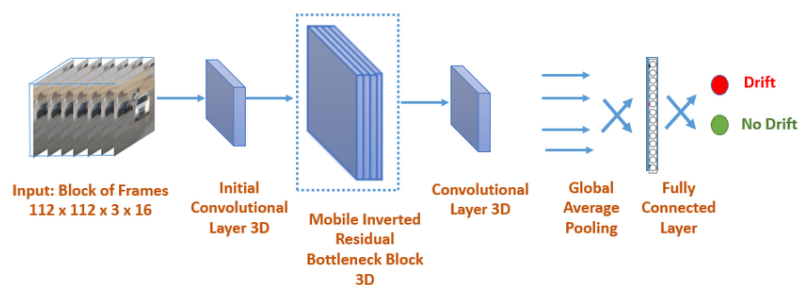 Drift
No Drift
Input: Block of Frames
112 x 112 x 3 x 16
Initial
Convolutional
Layer 3D
Mobile Inverted
Residual
Bottleneck Block
3D
Convolutional
Layer 3D
Global
Average
Pooling
Fully
Connected
Layer